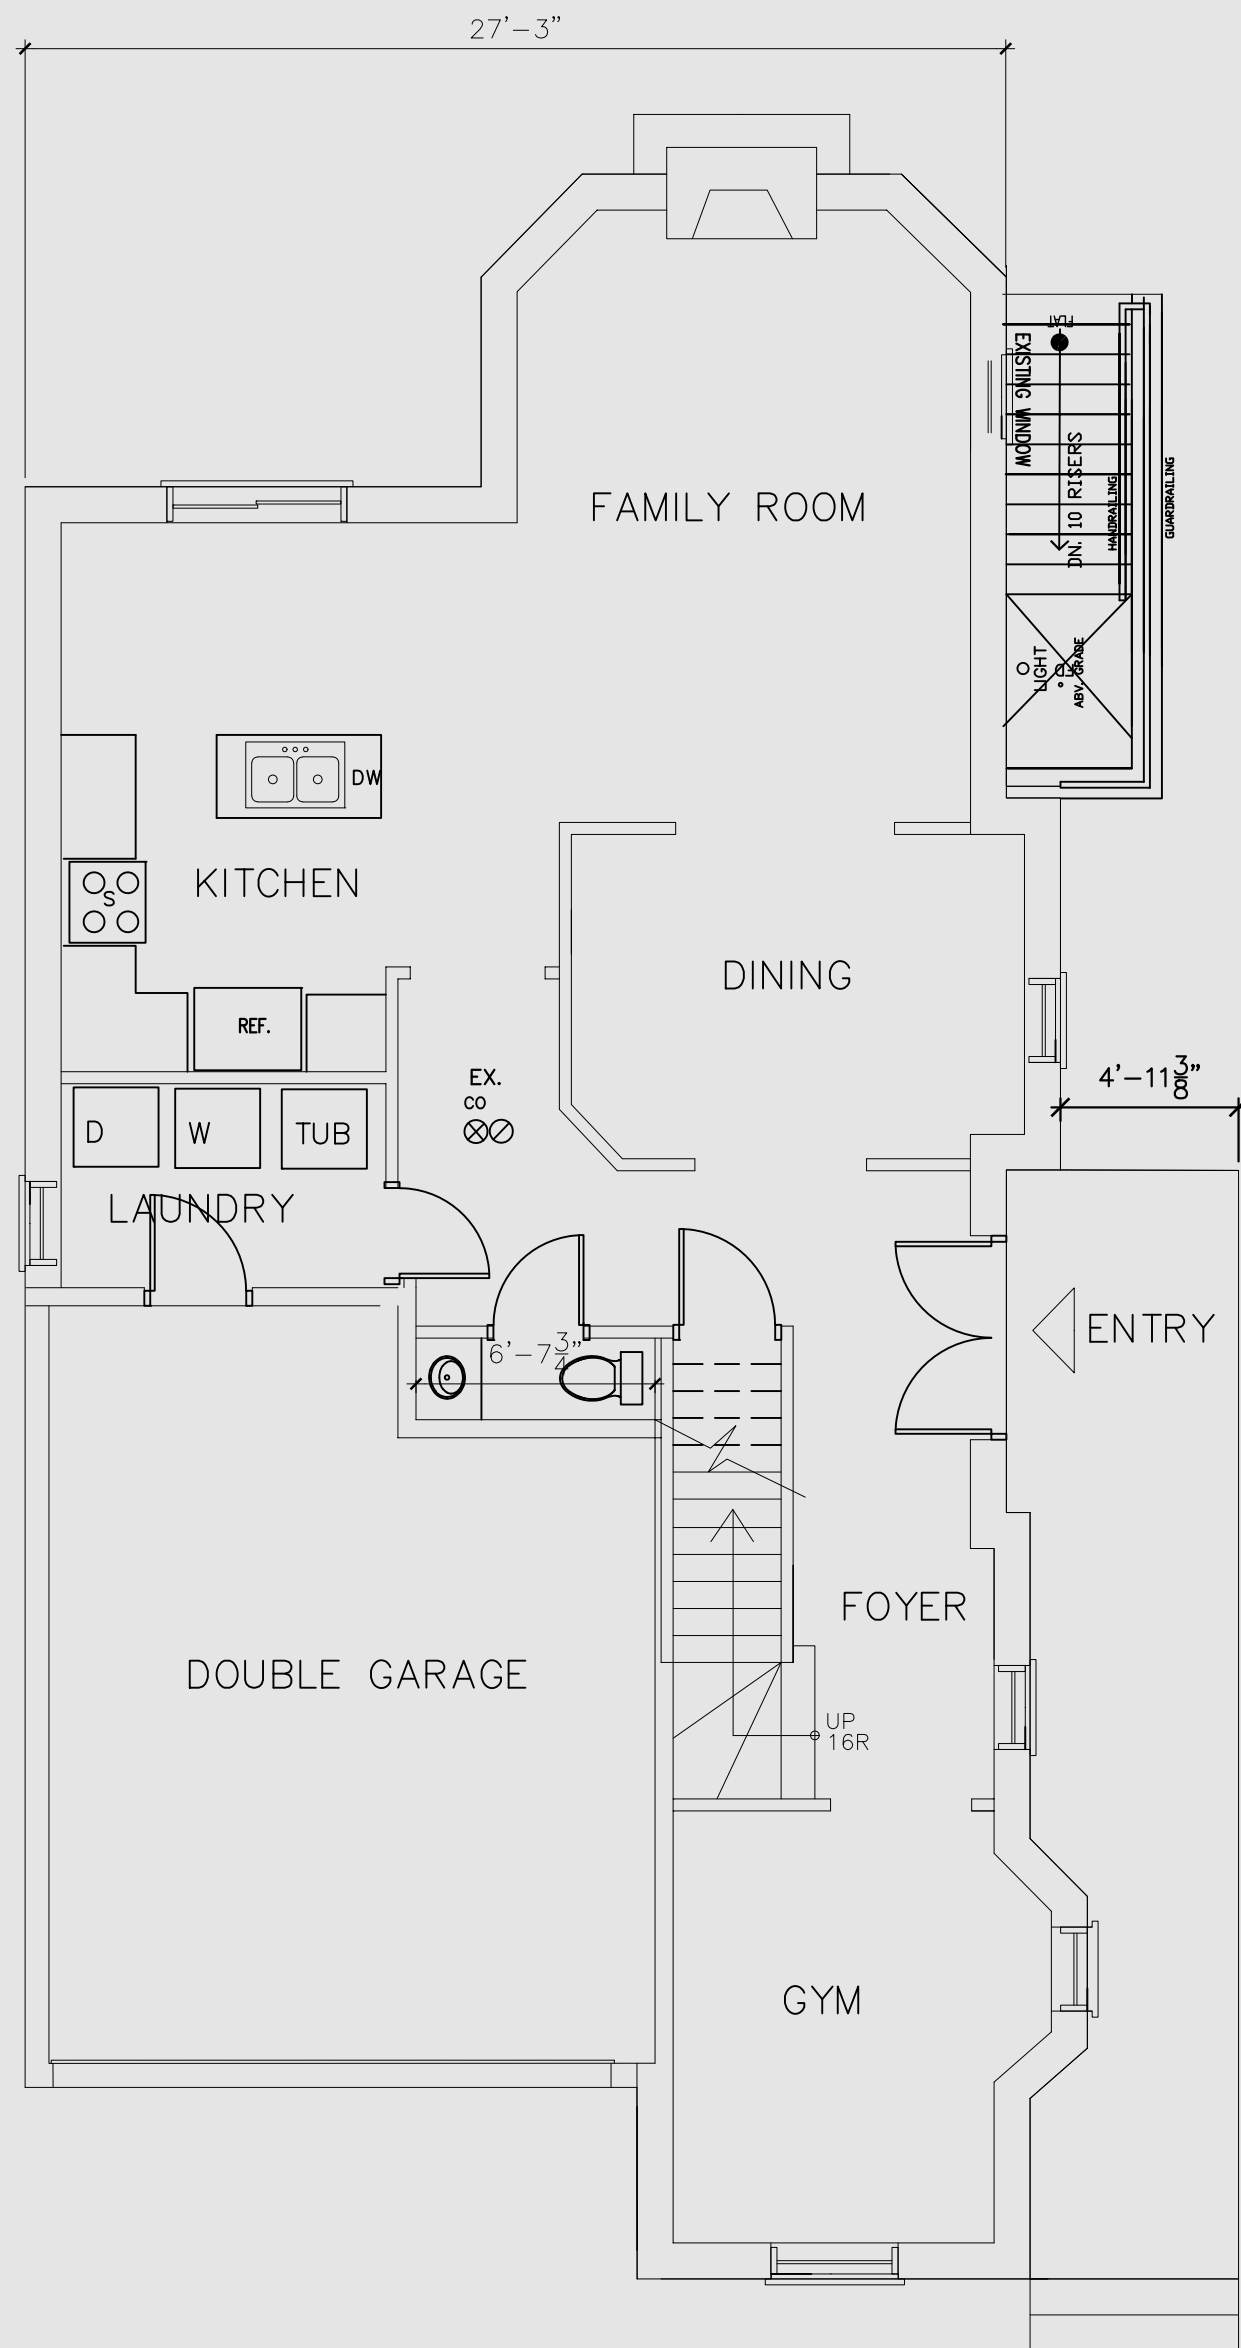 27'-3"
FLAT
EXISTING WINDOW
DN. 10 RISERS
HANDRAILING
GUARDRAILING
FAMILY ROOM
LIGHT
ABV. GRADE
DW
S
KITCHEN
DINING
REF.
EX.
CO
4'-11 3/8"
D
W
TUB
LAUNDRY
ENTRY
6'-7 3/4"
FOYER
DOUBLE GARAGE
UP
16R
GYM